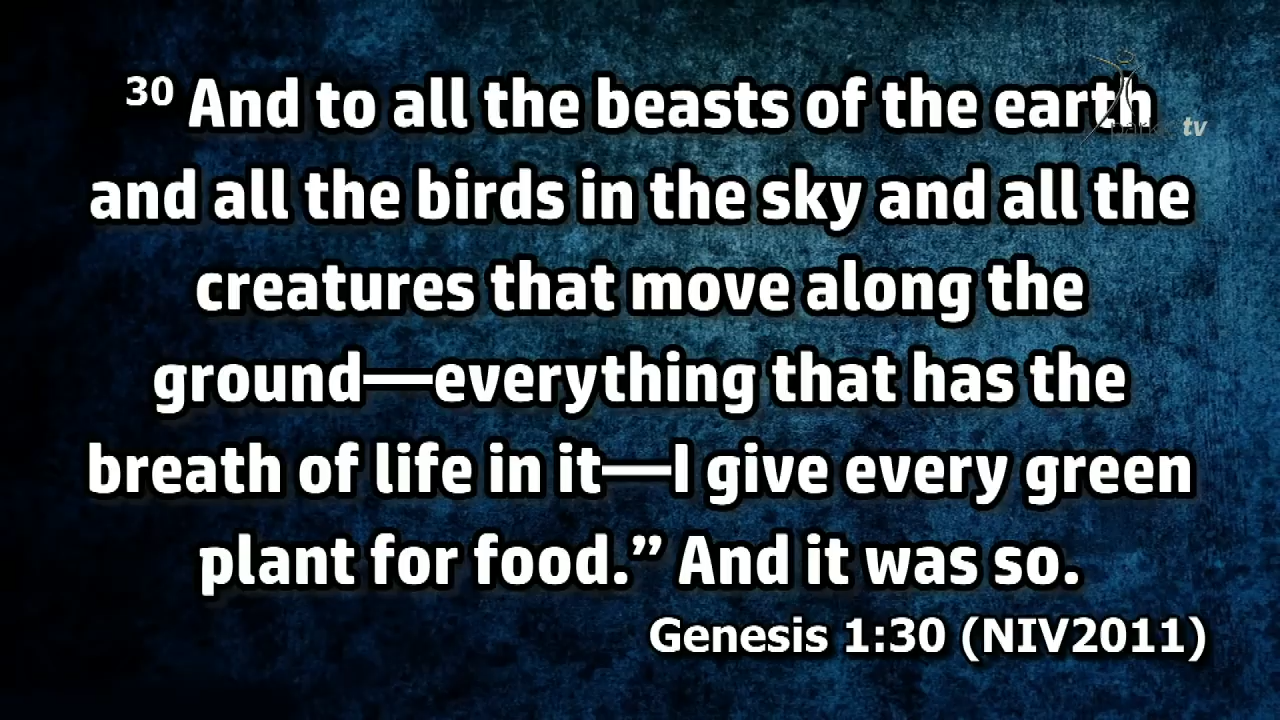 30 And to all the beasts of the earth
and all the birds in the sky and all the
creatures that move along the
ground—everything that has the
breath of life in it—I give every green
plant for food.” And it was so.
Genesis 1:30 (NIV2011)
tv